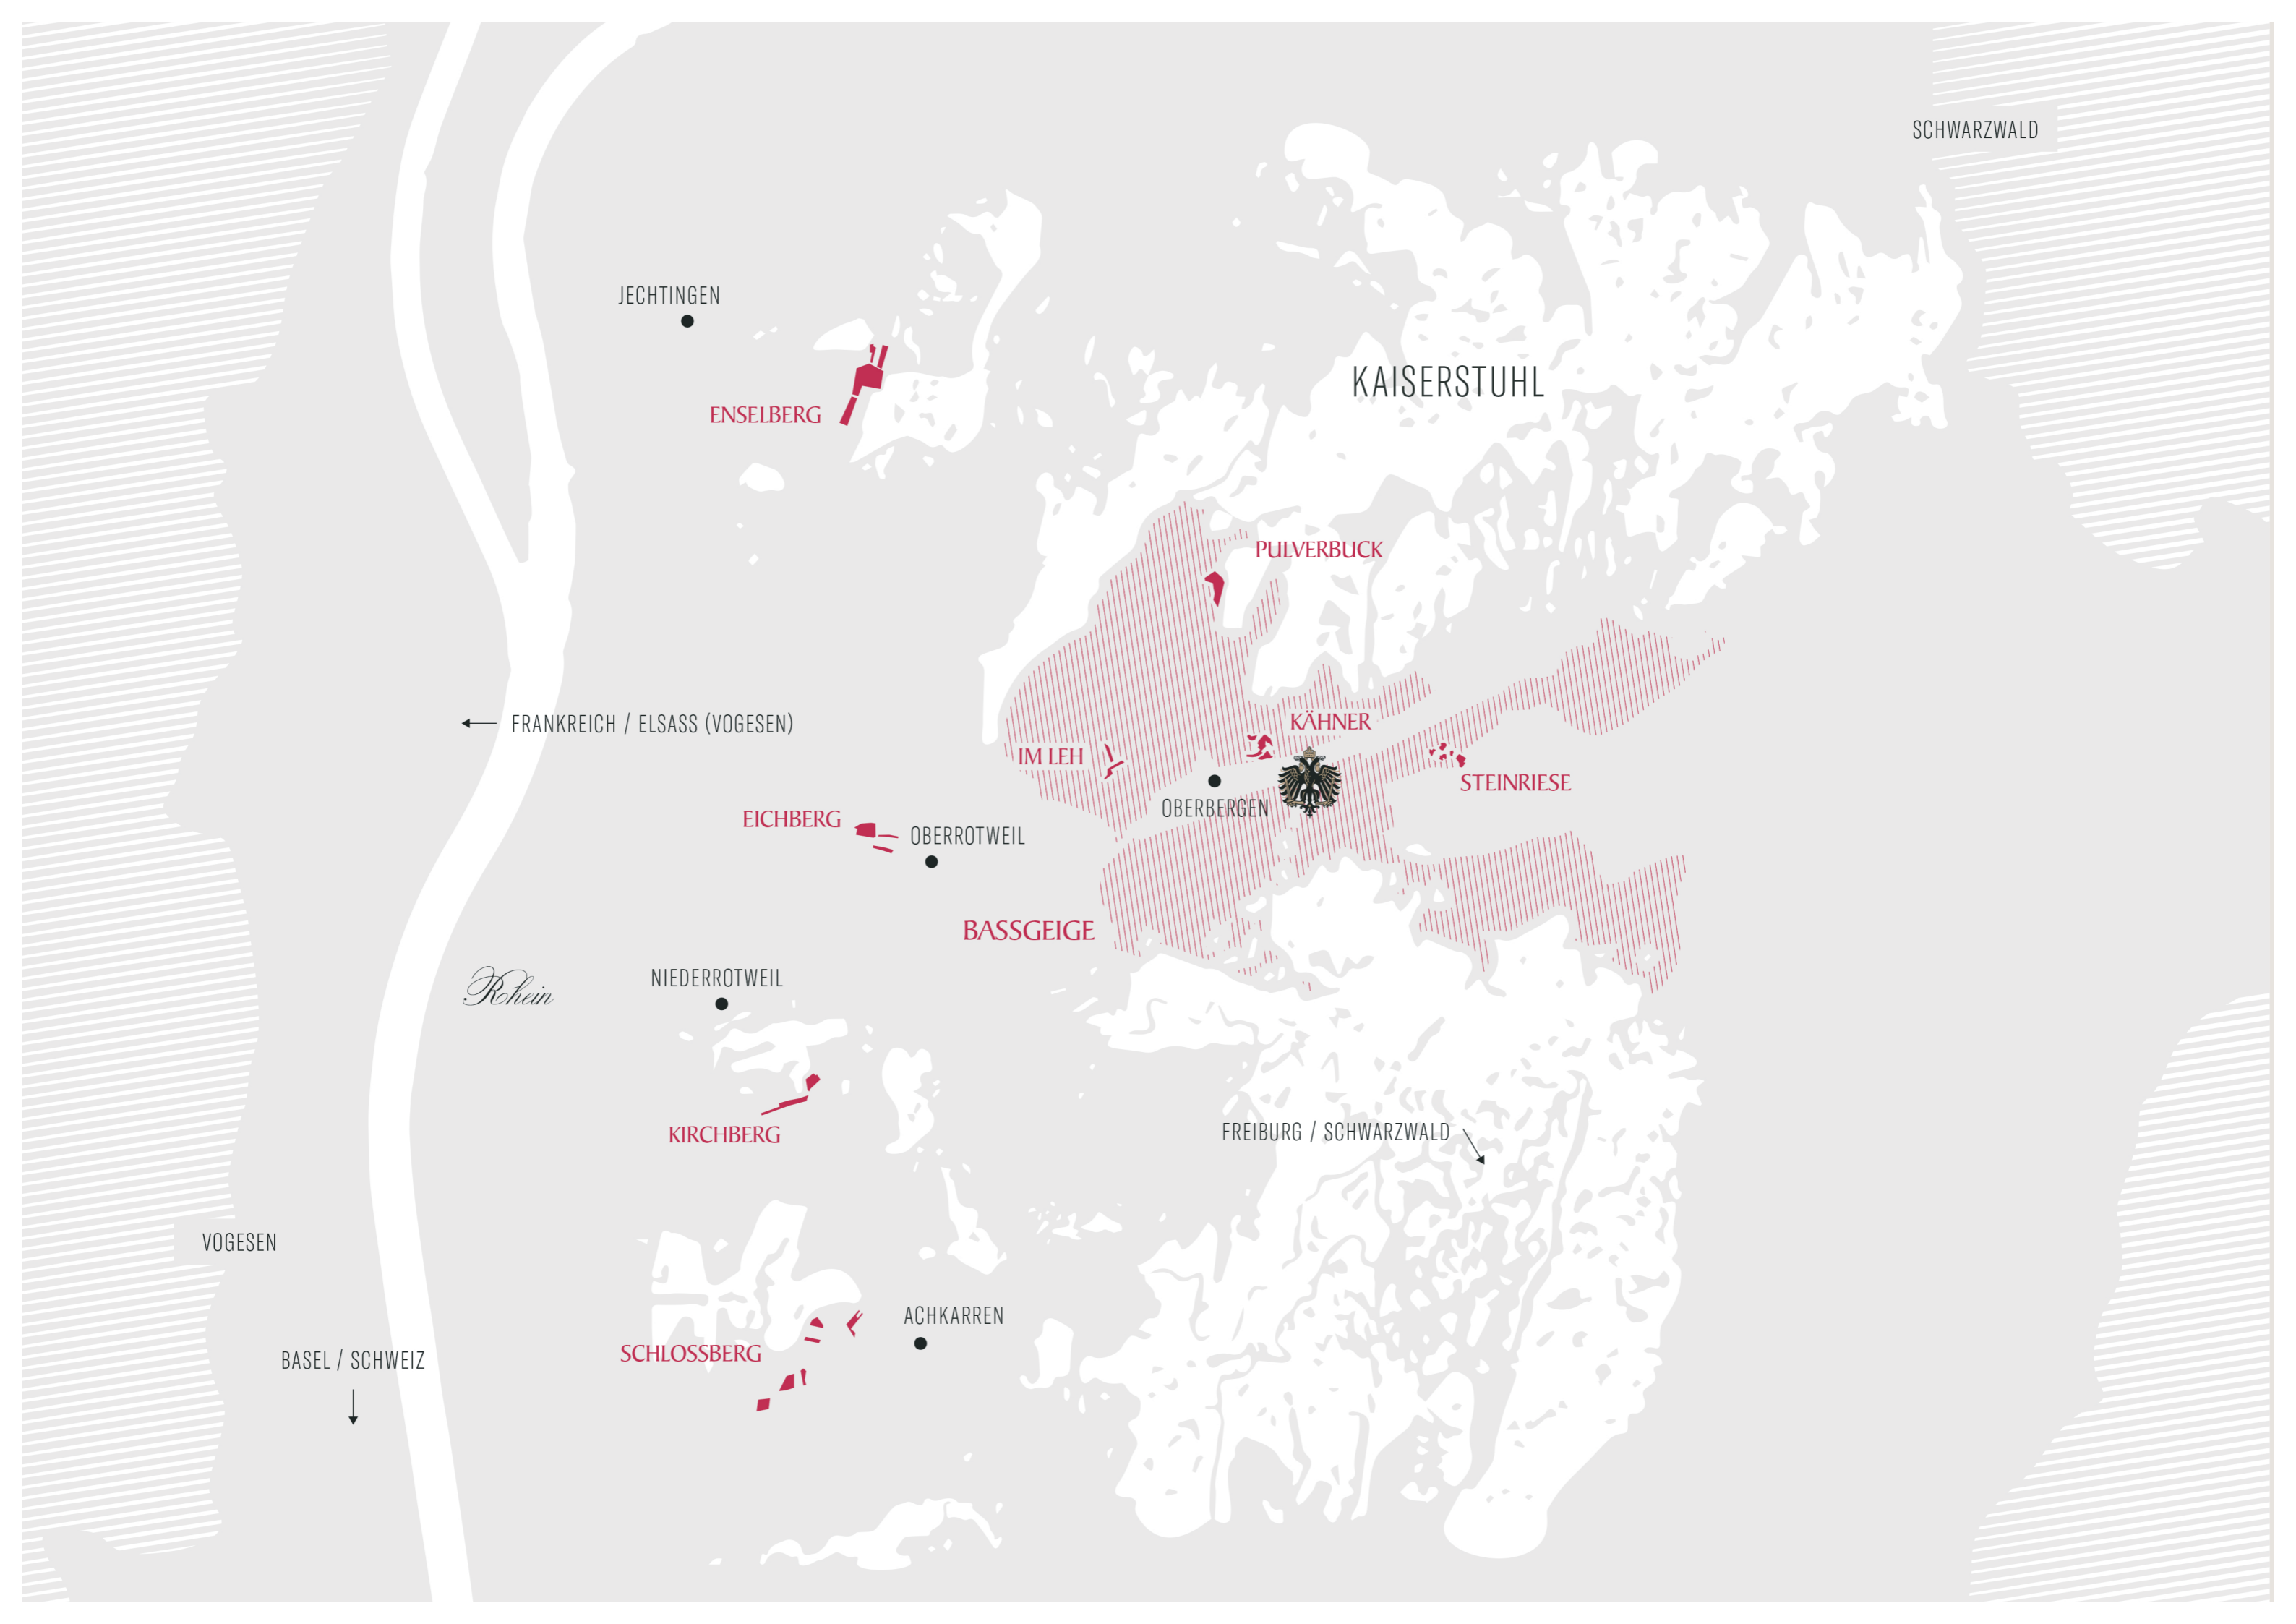 SCHWARZWALD
JECHTINGEN
KAISERSTUHL
ENSELBERG
PULVERBUCK
FRANKREICH / ELSASS (VOGESEN)
KÄHNER
IM LEH
STEINRIESE
OBERBERGEN
EICHBERG
OBERROTWEIL
BASSGEIGE
NIEDERROTWEIL
Rhein
KIRCHBERG
FREIBURG / SCHWARZWALD
VOGESEN
ACHKARREN
SCHLOSSBERG
BASEL / SCHWEIZ